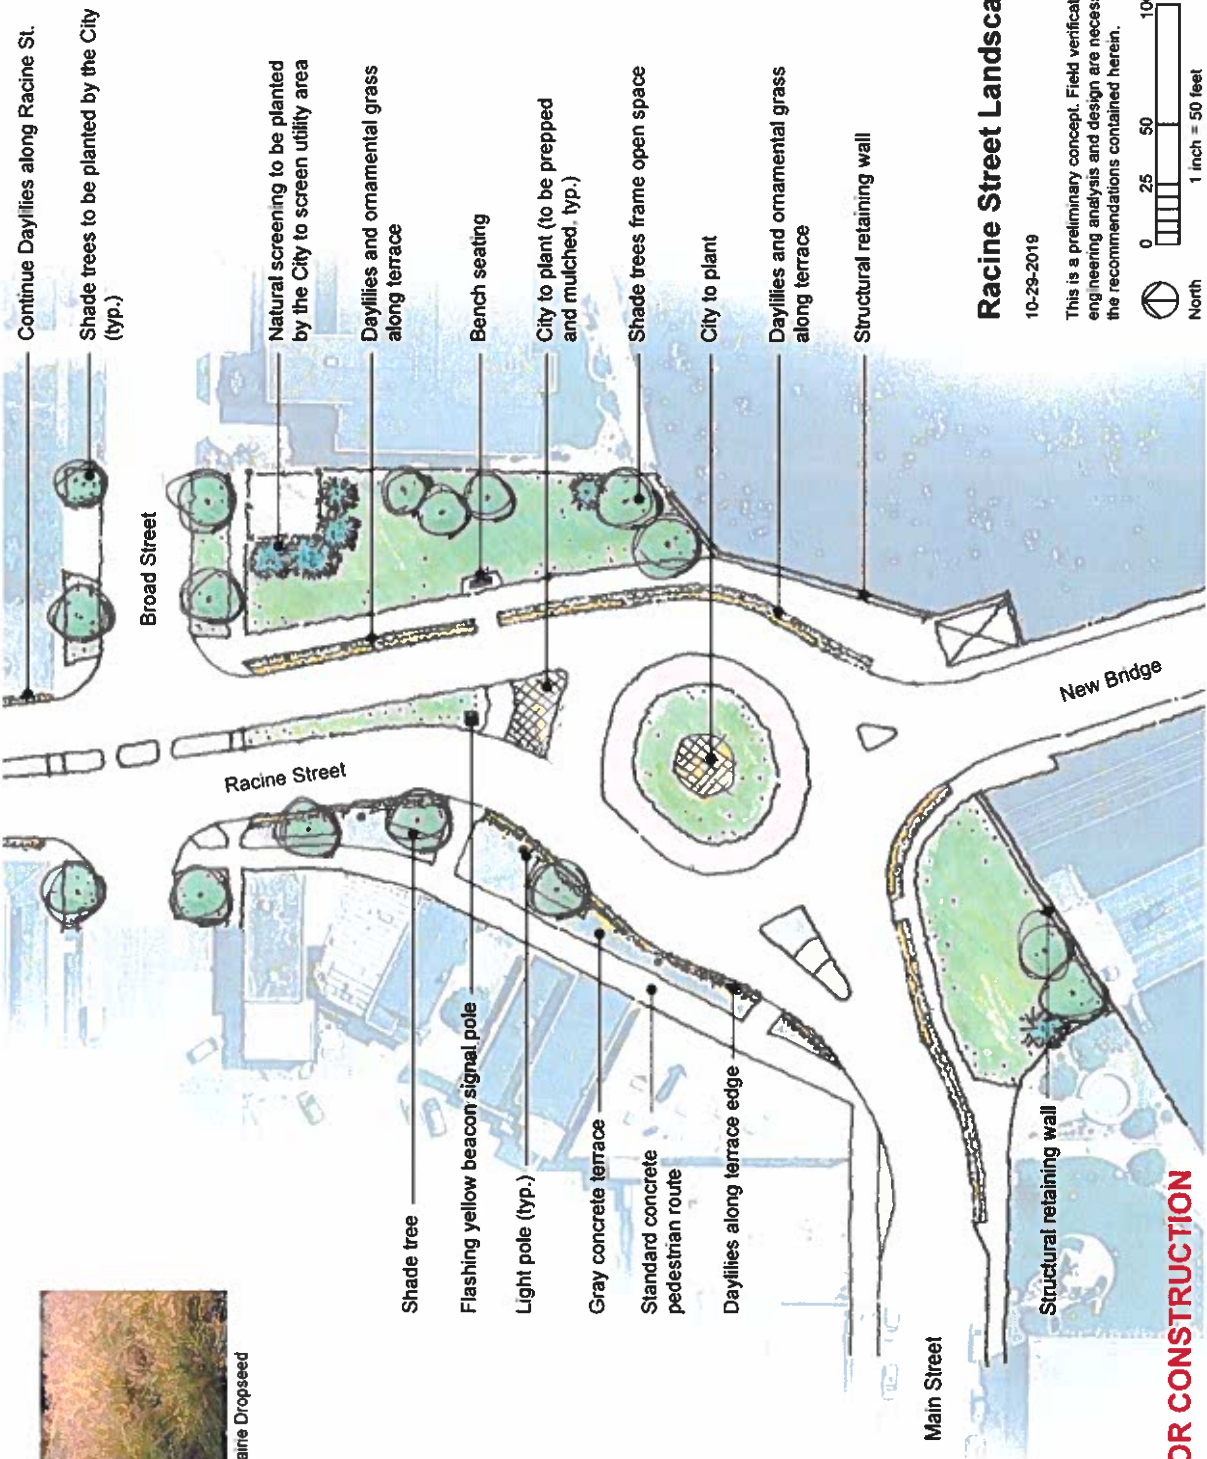 Continue Daylilies along Racine St.
Shade trees to be planted by the City
(typ.)
Broad Street
Natural screening to be planted
by the City to screen utility area
Daylilies and ornamental grass
along terrace
Bench seating
City to plant (to be prepped
and mulched, typ.)
Shade trees frame open space
City to plant
Daylilies and ornamental grass
along terrace
Structural retaining wall
Racine Street
New Bridge
Shade tree
Flashing yellow beacon signal pole
Light pole (typ.)
Gray concrete terrace
Standard concrete
pedestrian route
Daylilies along terrace edge
Main Street
Structural retaining wall
Dropseed
Racine Street
10-29-2019
This is a preliminary concept. Field
engineering analysis and design are
the recommendations contained herein.
0 25 50
North
1 inch = 50 feet
CONSTRUCTION